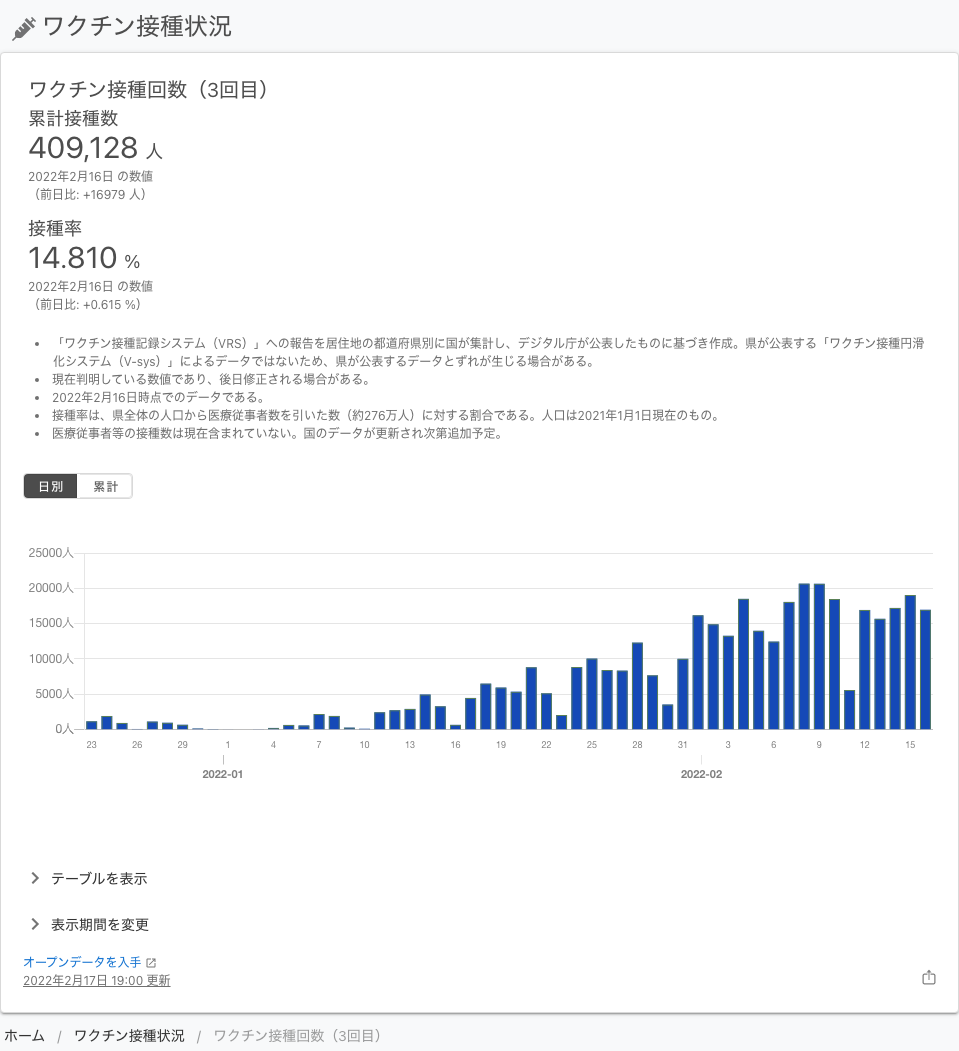 ワクチン接種状況
ワクチン接種回数（3回目）
累計接種数
409,128 人
2022年2月16日 の数値
（前日比: +16979 人）
接種率
14.810 %
2022年2月16日 の数値
（前日比: +0.615 %）
• 「ワクチン接種記録システム（VRS）」への報告を居住地の都道府県別に国が集計し、デジタル庁が公表したものに基づき作成。県が公表する「ワクチン接種円滑
化システム（V-sys）」によるデータではないため、県が公表するデータとずれが生じる場合がある。
• 現在判明している数値であり、後日修正される場合がある。
• 2022年2月16日時点でのデータである。
• 接種率は、県全体の人口から医療従事者数を引いた数（約276万人）に対する割合である。人口は2021年1月1日現在のもの。
• 医療従事者等の接種数は現在含まれていない。国のデータが更新され次第追加予定。
日別 累計
25000人
20000人
15000人
10000人
5000人
0人
23 26 29 1 4 7 10 13 16 19 22 25 28 31 3 6 9 12 15
2022-01 2022-02
テーブルを表示
表示期間を変更
オープンデータを入手
2022年2月17日 19:00 更新
ホーム / ワクチン接種状況 / ワクチン接種回数（3回目）